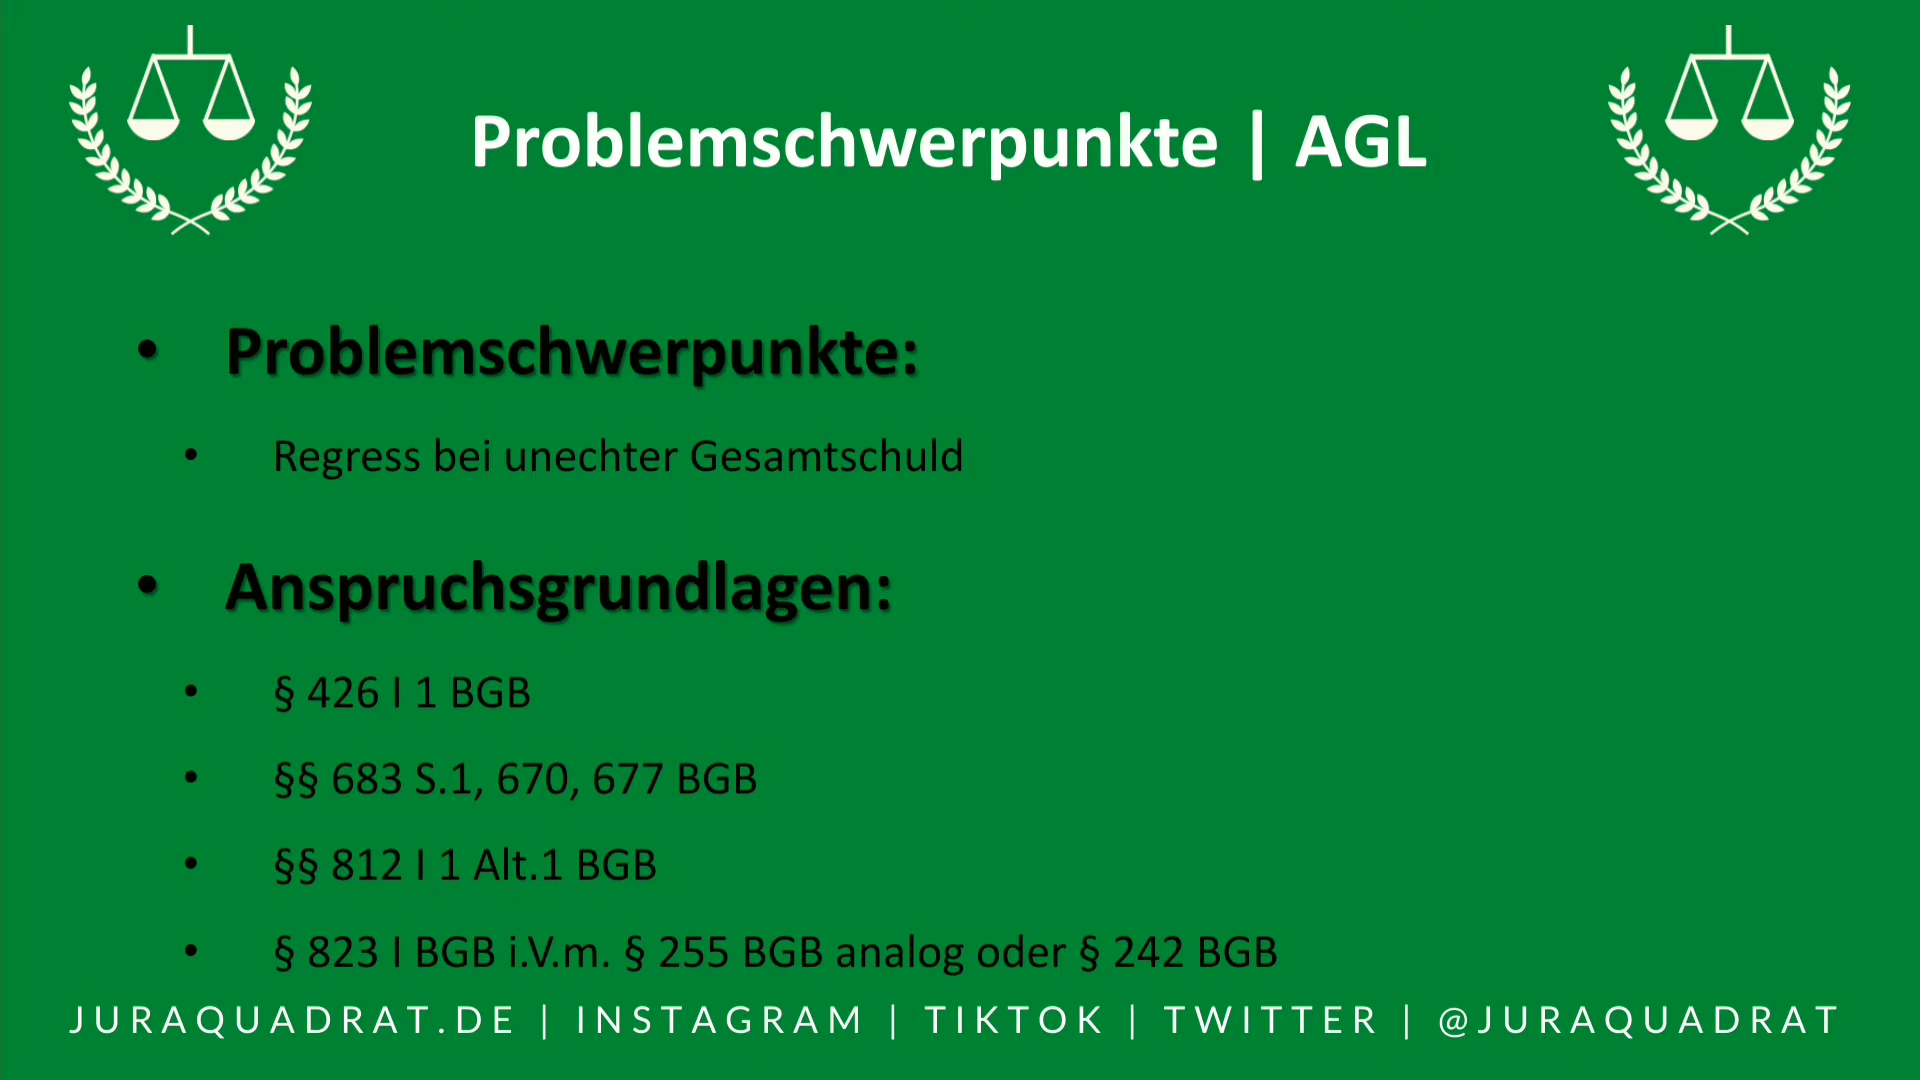 Problemschwerpunkte | AGL
• Problemschwerpunkte:
• Regress bei unechter Gesamtschuld
• Anspruchsgrundlagen:
• § 426 I 1 BGB
• §§ 683 S.1, 670, 677 BGB
• §§ 812 I 1 Alt.1 BGB
• § 823 I BGB i.V.m. § 255 BGB analog oder § 242 BGB
JURAQUADRAT.DE | INSTAGRAM | TIKTOK | TWITTER | @JURAQUADRAT